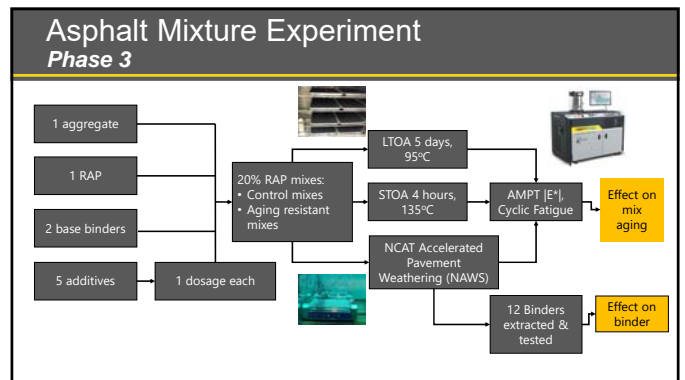 Asphalt Mixture Experiment
Phase 3
1 aggregate
1 RAP
2 base binders
5 additives
1 dosage each
20% RAP mixes:
• Control mixes
• Aging resistant
mixes
LTOA 5 days,
95ºC
STOA 4 hours,
135ºC
NCAT Accelerated
Pavement
Weathering (NAWS)
AMPT |E*|,
Cyclic Fatigue
Effect on
mix
aging
12 Binders
extracted &
tested
Effect on
binder